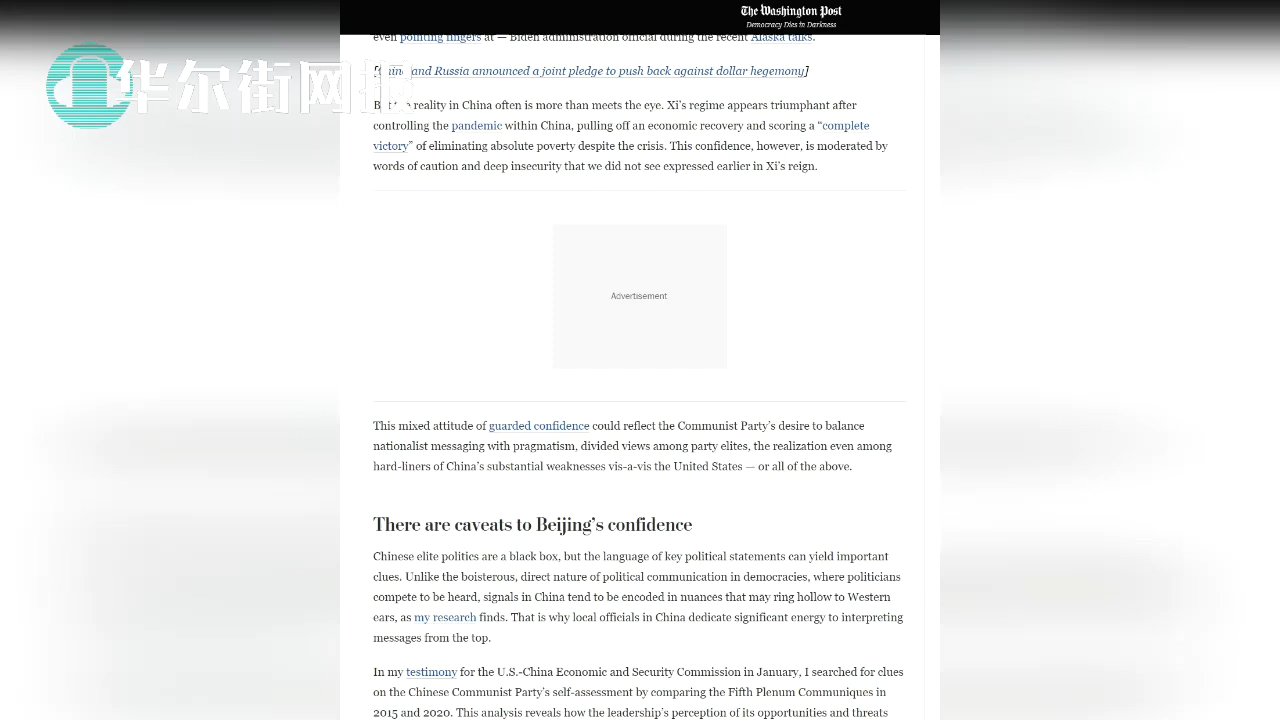 The Washington Post
Democracy Dies in Darkness
even pointing fingers at — Biden administration official during the recent Alaska talks.
华尔街网报
and Russia announced a joint pledge to push back against dollar hegemony]
reality in China often is more than meets the eye. Xi’s regime appears triumphant after
controlling the pandemic within China, pulling off an economic recovery and scoring a “complete
victory” of eliminating absolute poverty despite the crisis. This confidence, however, is moderated by
words of caution and deep insecurity that we did not see expressed earlier in Xi’s reign.
Advertisement
This mixed attitude of guarded confidence could reflect the Communist Party’s desire to balance
nationalist messaging with pragmatism, divided views among party elites, the realization even among
hard-liners of China’s substantial weaknesses vis-a-vis the United States — or all of the above.
There are caveats to Beijing’s confidence
Chinese elite politics are a black box, but the language of key political statements can yield important
clues. Unlike the boisterous, direct nature of political communication in democracies, where politicians
compete to be heard, signals in China tend to be encoded in nuances that may ring hollow to Western
ears, as my research finds. That is why local officials in China dedicate significant energy to interpreting
messages from the top.
In my testimony for the U.S.-China Economic and Security Commission in January, I searched for clues
on the Chinese Communist Party’s self-assessment by comparing the Fifth Plenum Communiques in
2015 and 2020. This analysis reveals how the leadership’s perception of its opportunities and threats